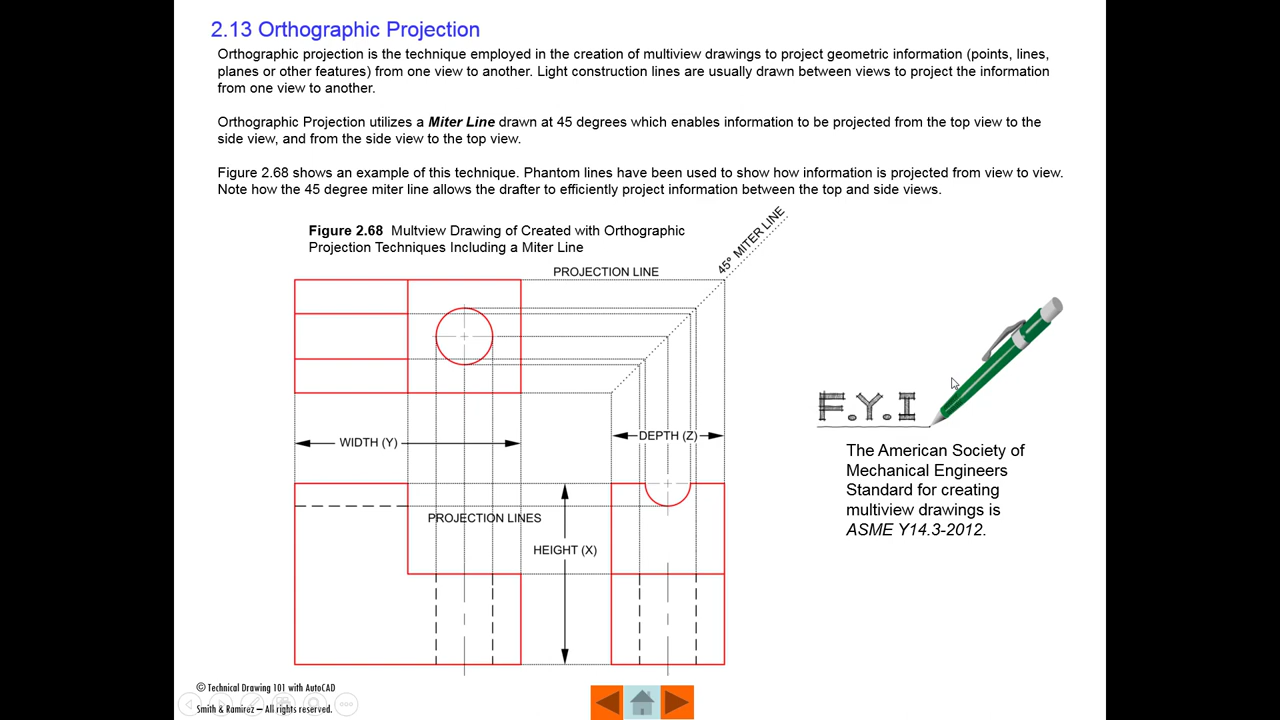 2.13 Orthographic Projection
Orthographic projection is the technique employed in the creation of multiview drawings to project geometric information (points, lines,
planes or other features) from one view to another. Light construction lines are usually drawn between views to project the information
from one view to another.
Orthographic Projection utilizes a Miter Line drawn at 45 degrees which enables information to be projected from the top view to the
side view, and from the side view to the top view.
Figure 2.68 shows an example of this technique. Phantom lines have been used to show how information is projected from view to view.
Note how the 45 degree miter line allows the drafter to efficiently project information between the top and side views.
Figure 2.68 Multview Drawing of Created with Orthographic
Projection Techniques Including a Miter Line
45º MITER LINE
PROJECTION LINE
F.Y.I
WIDTH (Y)
DEPTH (Z)
The American Society of
Mechanical Engineers
Standard for creating
multiview drawings is
ASME Y14.3-2012.
PROJECTION LINES
HEIGHT (X)
© Technical Drawing 101 with AutoCAD
Smith & Ramirez – All rights reserved.